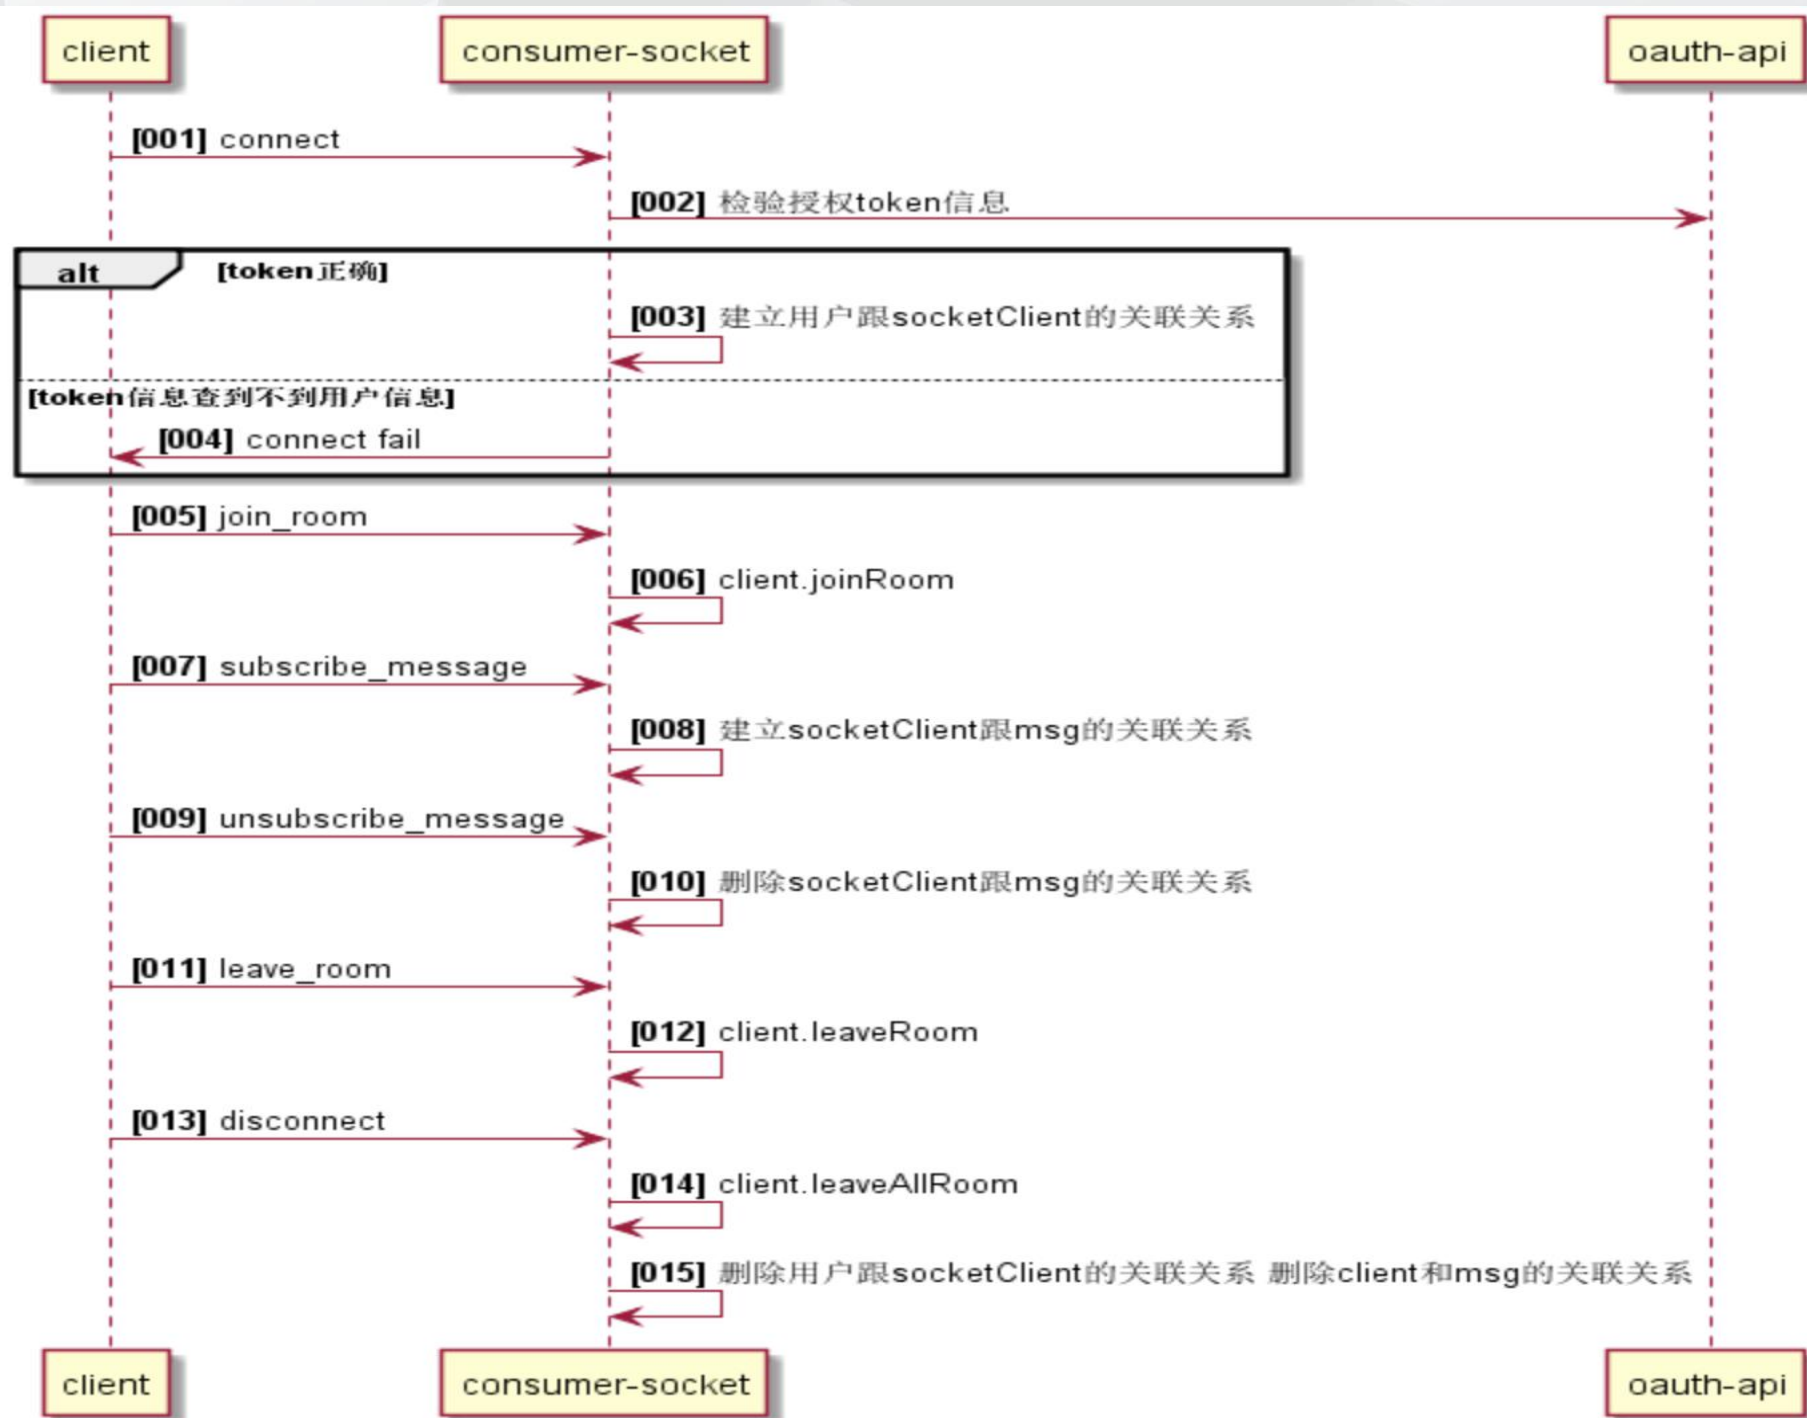 client consumer-socket oauth-api
[001] connect
[002] 检验授权token信息
alt [token正确]
[003] 建立用户跟socketClient的关联关系
[token信息查到不到用户信息]
[004] connect fail
[005] join_room
[006] client.joinRoom
[007] subscribe_message
[008] 建立socketClient跟msg的关联关系
[009] unsubscribe_message
[010] 删除socketClient跟msg的关联关系
[011] leave_room
[012] client.leaveRoom
[013] disconnect
[014] client.leaveAllRoom
[015] 删除用户跟socketClient的关联关系 删除client和msg的关联关系
client consumer-socket oauth-api